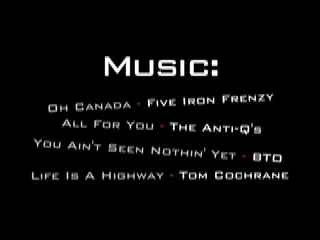 Music:
Oh Canada • Five Iron Frenzy
All For You • The Anti-Q's
You Ain't Seen Nothin' Yet • BTO
Life Is A Highway • Tom Cochrane